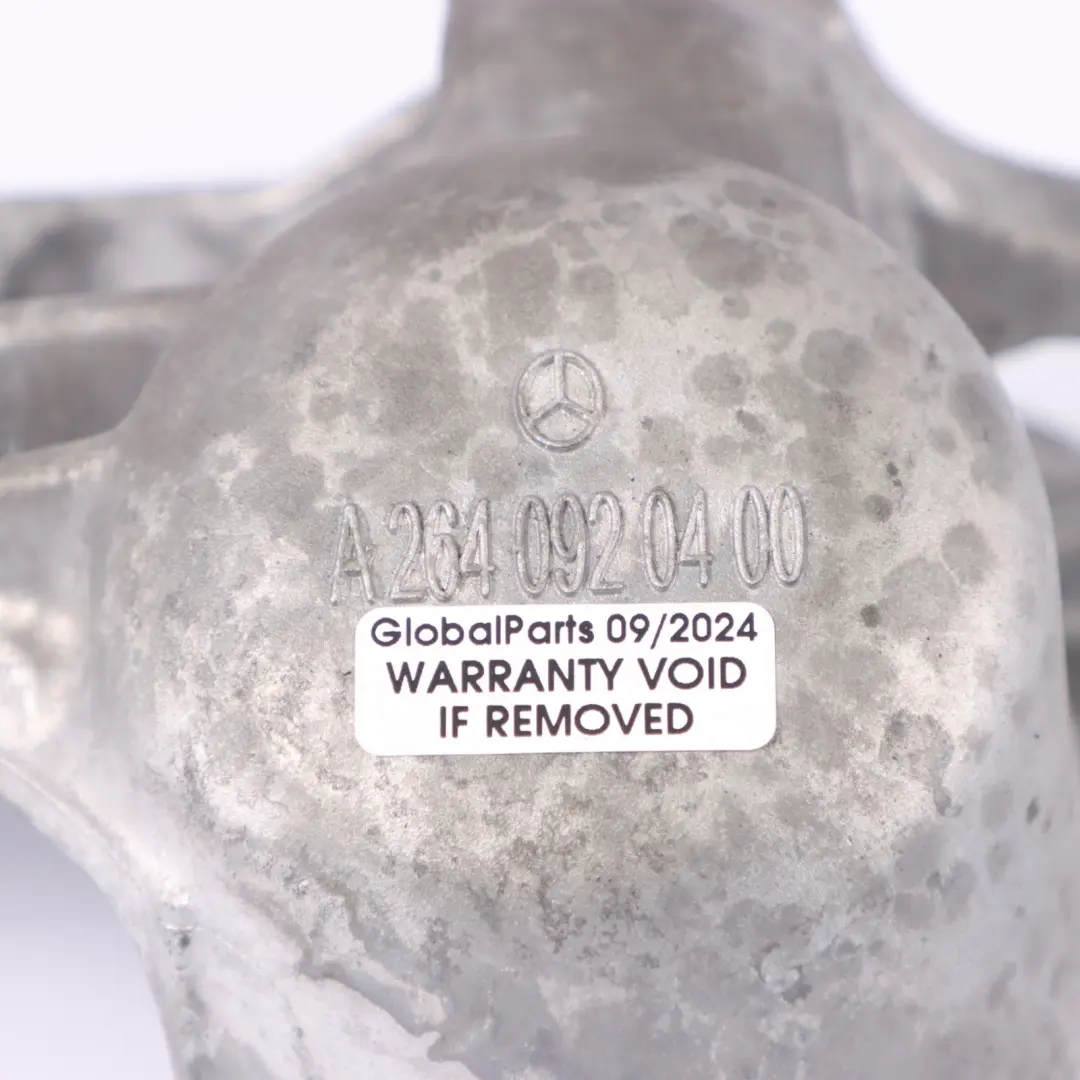 A 264 092 04 00
GlobalParts 09/2024
WARRANTY VOID
IF REMOVED